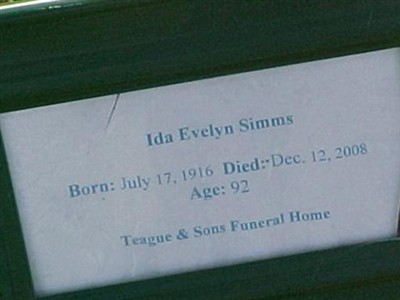 Ida Evelyn Simms
Born: July 17, 1916 Died: Dec. 12, 2008
Age: 92
Teague & Sons Funeral Home